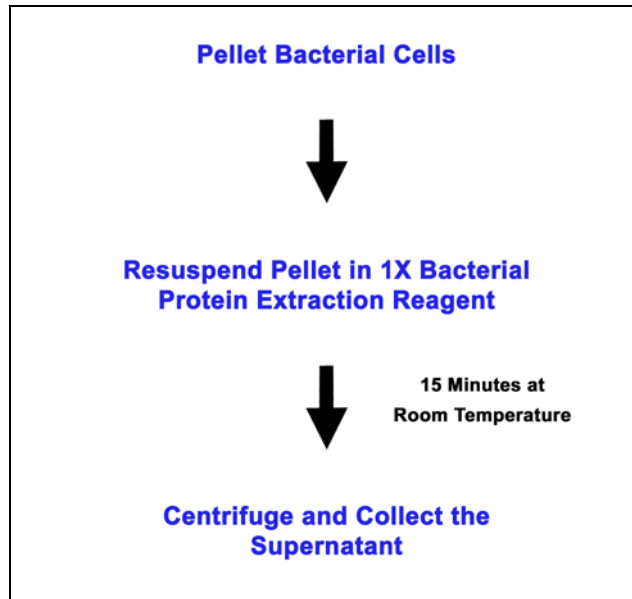 Pellet Bacterial Cells
Resuspend Pellet in 1X Bacterial
Protein Extraction Reagent
15 Minutes at
Room Temperature
Centrifuge and Collect the
Supernatant